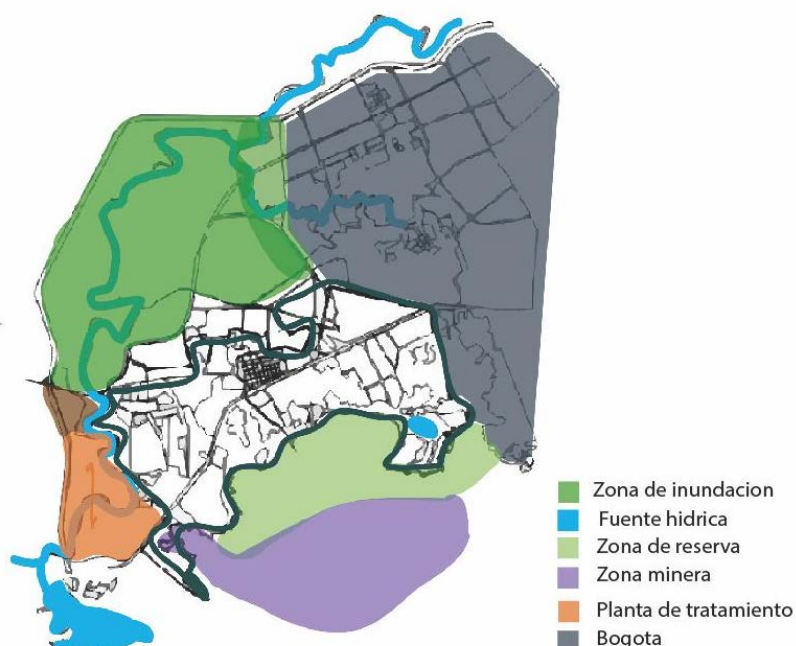 Zona de inundacion
Fuente hidrica
Zona de reserva
Zona minera
Planta de tratamiento
Bogota